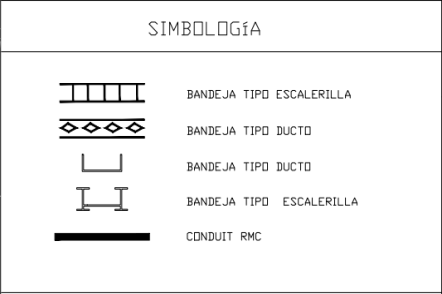 SIMBOLOGíA
BANDEJA TIPO ESCALERILLA
BANDEJA TIPO DUCTO
BANDEJA TIPO DUCTO
BANDEJA TIPO ESCALERILLA
CONDUIT RMC